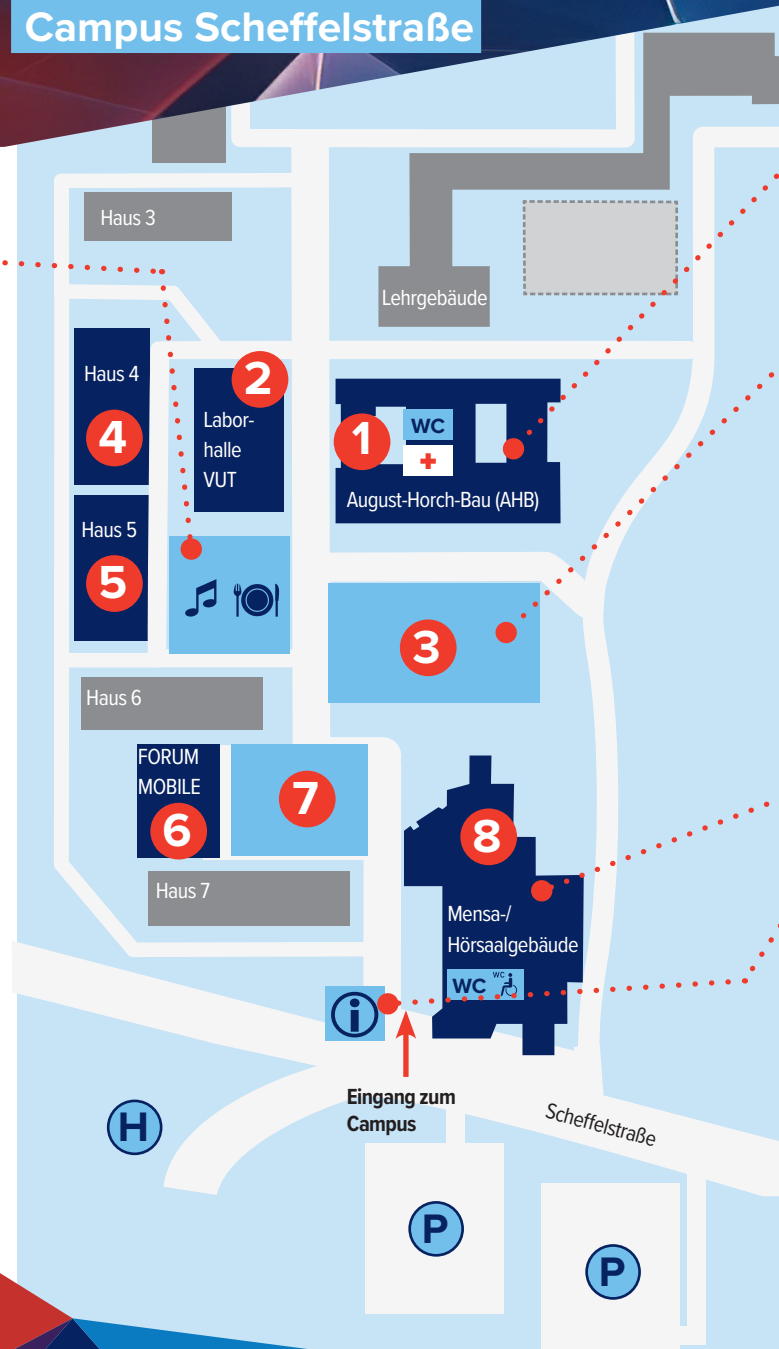 Campus Scheffelstraße
Haus 3
Lehrgebäude
Haus 4
4
2
Labor-
halle
VUT
1
WC
August-Horch-Bau (AHB)
Haus 5
5
3
Haus 6
FORUM
MOBILE
6
7
8
Haus 7
Mensa-/
Hörsaalgebäude
WC
WC
i
Eingang zum
Campus
H
Scheffelstraße
P
P